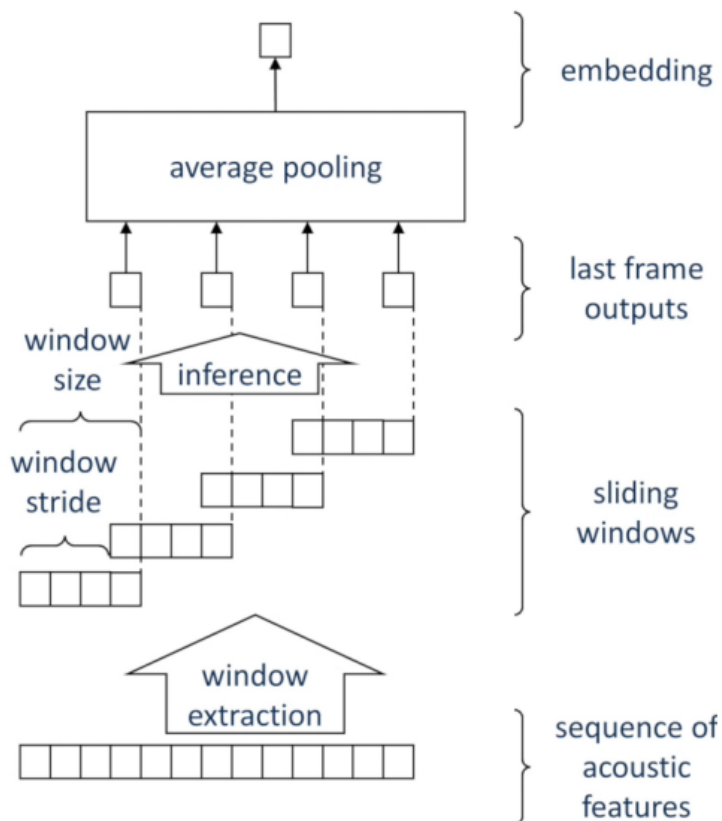 embedding
average pooling
last frame
outputs
window
size
inference
window
stride
sliding
windows
window
extraction
sequence of
acoustic
features